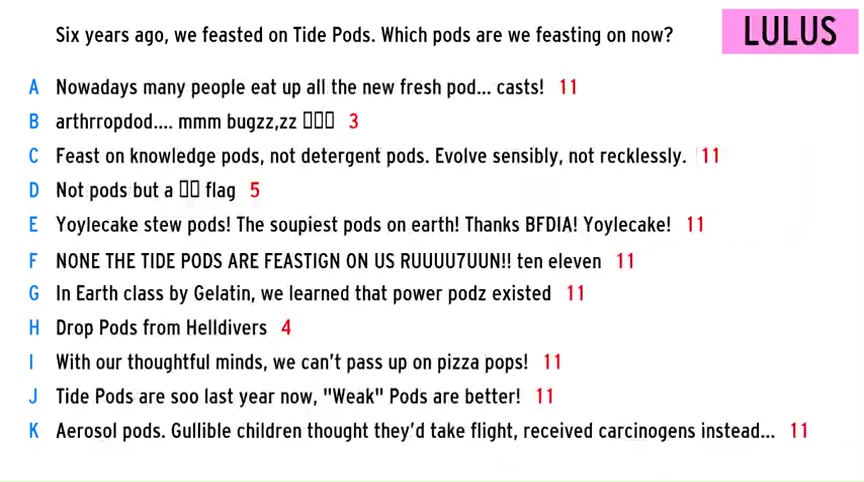 Six years ago, we feasted on Tide Pods. Which pods are we feasting on now?
LULUS
A Nowadays many people eat up all the new fresh pod... casts! 11
B arthrropdod.... mmm bugzz,zz ▯▯▯ 3
C Feast on knowledge pods, not detergent pods. Evolve sensibly, not recklessly. 11
D Not pods but a ▯▯ flag 5
E Yoylecake stew pods! The soupiest pods on earth! Thanks BFDIA! Yoylecake! 11
F NONE THE TIDE PODS ARE FEASTIGN ON US RUUUU7UUN!! ten eleven 11
G In Earth class by Gelatin, we learned that power podz existed 11
H Drop Pods from Helldivers 4
I With our thoughtful minds, we can't pass up on pizza pops! 11
J Tide Pods are soo last year now, "Weak" Pods are better! 11
K Aerosol pods. Gullible children thought they'd take flight, received carcinogens instead... 11